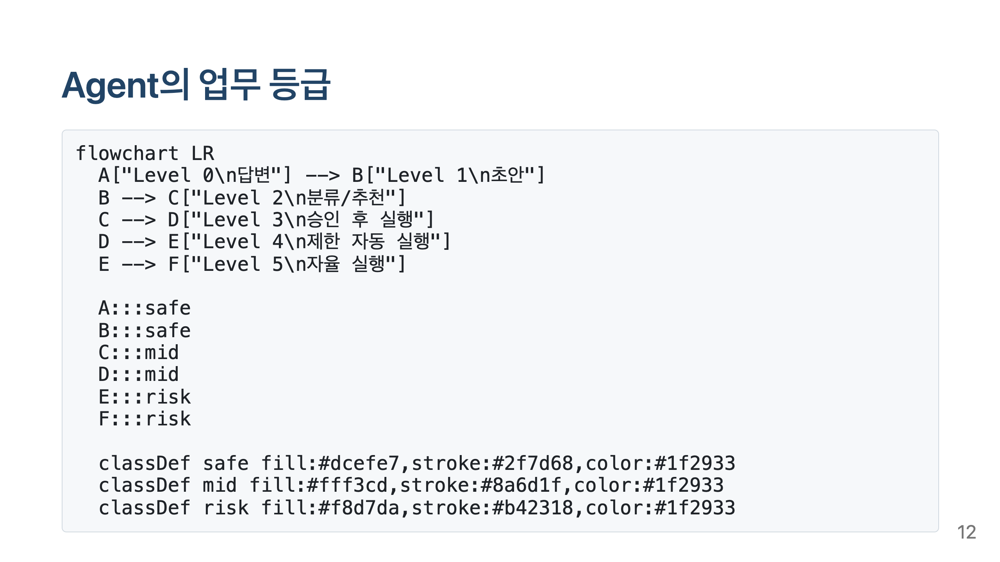 Agent의 업무 등급
flowchart LR
  A["Level 0\n답변"] --> B["Level 1\n초안"]
  B --> C["Level 2\n분류/추천"]
  C --> D["Level 3\n승인 후 실행"]
  D --> E["Level 4\n제한 자동 실행"]
  E --> F["Level 5\n자율 실행"]

  A:::safe
  B:::safe
  C:::mid
  D:::mid
  E:::risk
  F:::risk

  classDef safe fill:#dcefe7,stroke:#2f7d68,color:#1f2933
  classDef mid fill:#fff3cd,stroke:#8a6d1f,color:#1f2933
  classDef risk fill:#f8d7da,stroke:#b42318,color:#1f2933
12